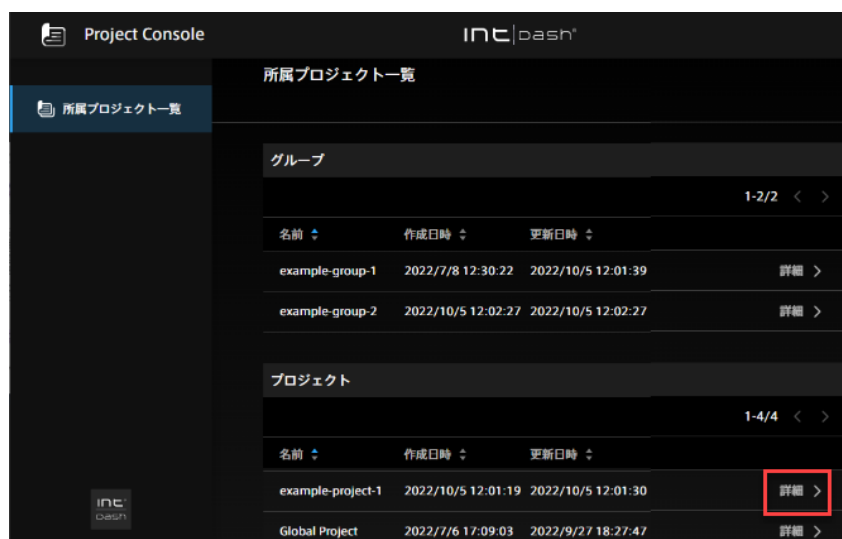 Project Console
int|dash®
所属プロジェクト一覧
所属プロジェクト一覧
グループ
1-2/2
名前 作成日時 更新日時
example-group-1 2022/7/8 12:30:22 2022/10/5 12:01:39 詳細
example-group-2 2022/10/5 12:02:27 2022/10/5 12:02:27 詳細
プロジェクト
1-4/4
名前 作成日時 更新日時
example-project-1 2022/10/5 12:01:19 2022/10/5 12:01:30 詳細
Global Project 2022/7/6 17:09:03 2022/9/27 18:27:47 詳細
int
dash